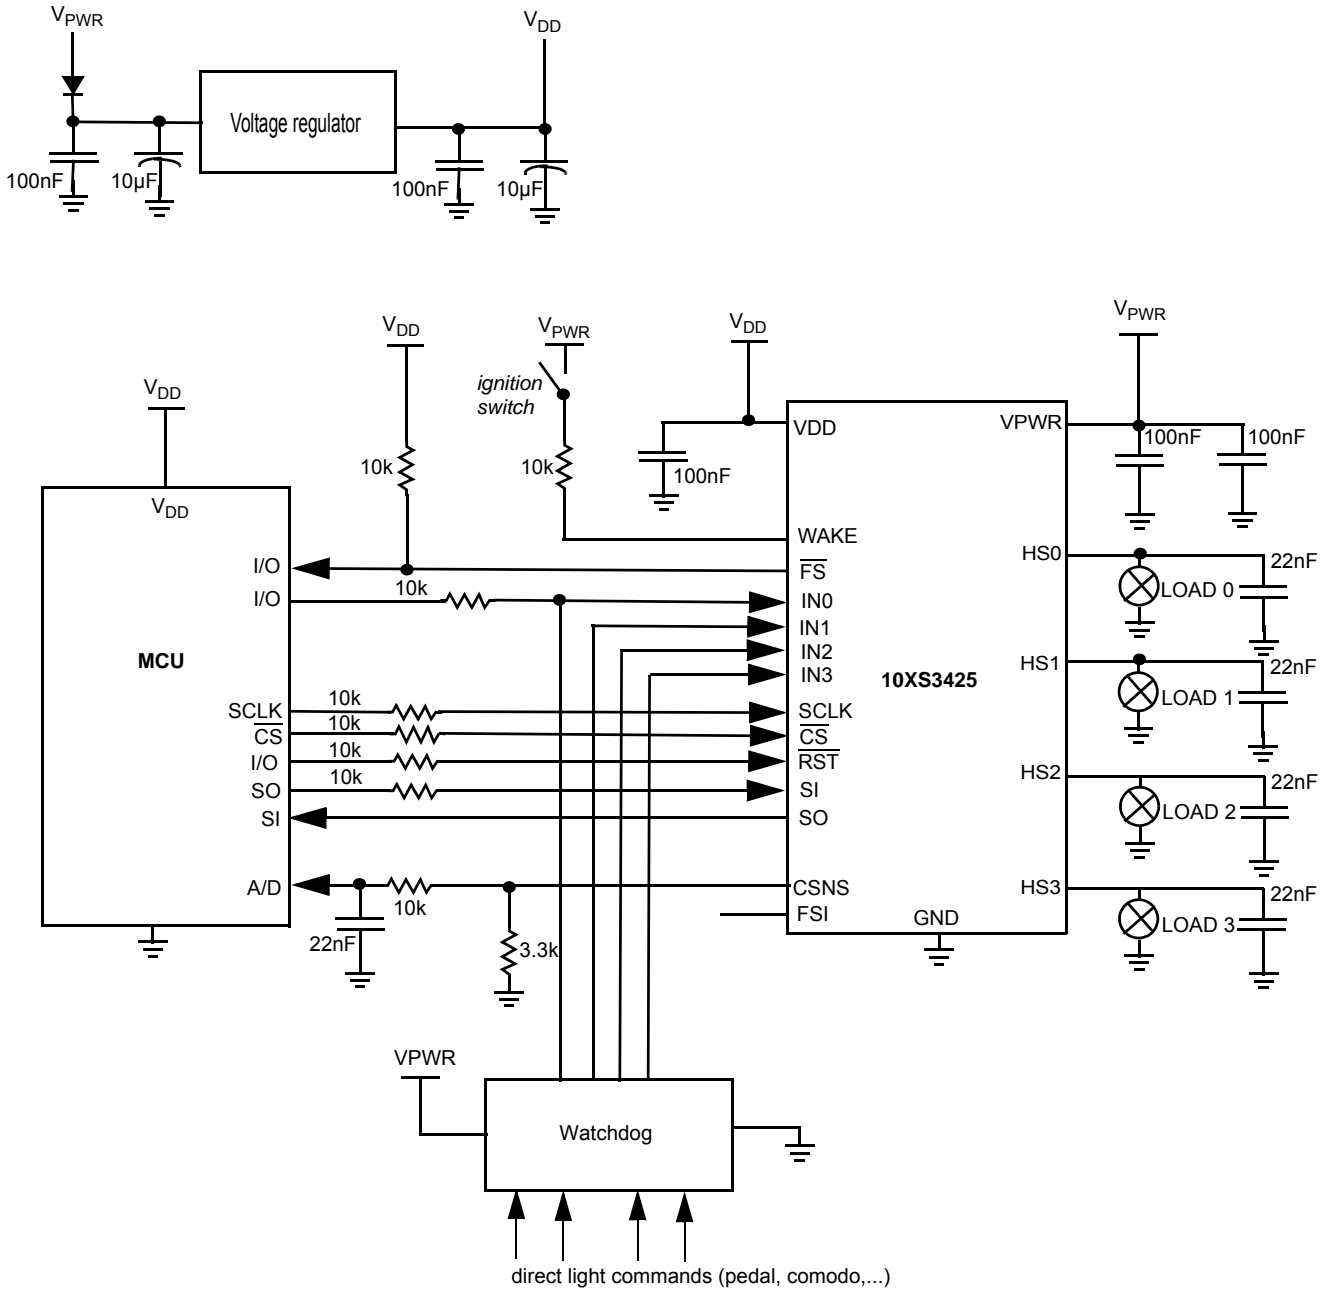 VPWR
VDD
Voltage regulator
100nF
10µF
100nF
10µF
VDD
VPWR
VDD
VPWR
VDD
ignition
switch
VDD
VPWR
100nF
100nF
10k
10k
100nF
VDD
WAKE
I/O
FS
HS0
22nF
10k
I/O
IN0
LOAD 0
IN1
MCU
IN2
HS1
22nF
IN3
10XS3425
SCLK
10k
SCLK
LOAD 1
CS
10k
CS
I/O
10k
RST
HS2
22nF
SO
10k
SI
SI
SO
LOAD 2
A/D
10k
CSNS
HS3
22nF
FSI
GND
LOAD 3
22nF
3.3k
VPWR
Watchdog
direct light commands (pedal, comodo,...)